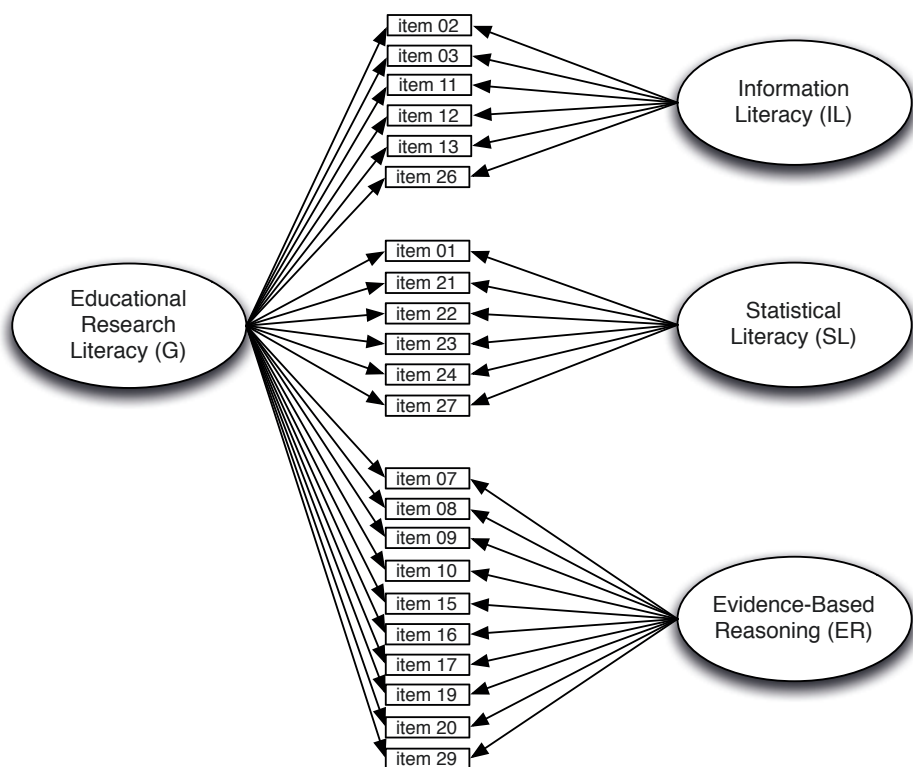 item 02
item 03
item 11
item 12
item 13
item 26
Information
Literacy (IL)
Educational
Research
Literacy (G)
item 01
item 21
item 22
item 23
item 24
item 27
Statistical
Literacy (SL)
item 07
item 08
item 09
item 10
item 15
item 16
item 17
item 19
item 20
item 29
Evidence-Based
Reasoning (ER)